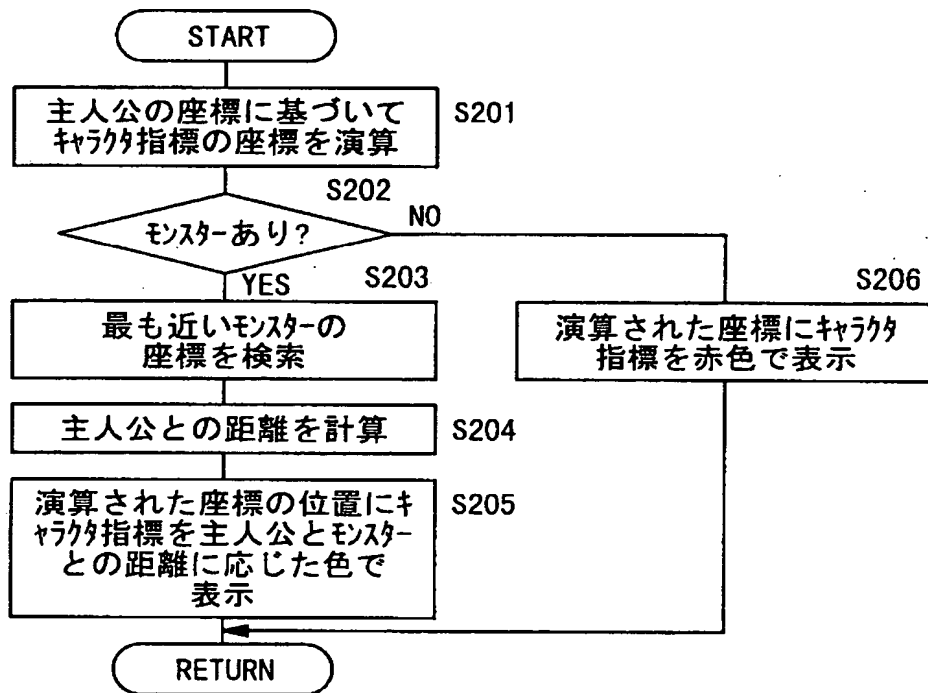 START
主人公の座標に基づいて
ｷｬﾗｸﾀ指標の座標を演算
S201
S202
ﾓﾝｽﾀｰあり?
NO
YES
S203
最も近いﾓﾝｽﾀｰの
座標を検索
S206
演算された座標にｷｬﾗｸﾀ
指標を赤色で表示
主人公との距離を計算
S204
演算された座標の位置にｷ
ｬﾗｸﾀ指標を主人公とﾓﾝｽﾀｰ
との距離に応じた色で
表示
S205
RETURN